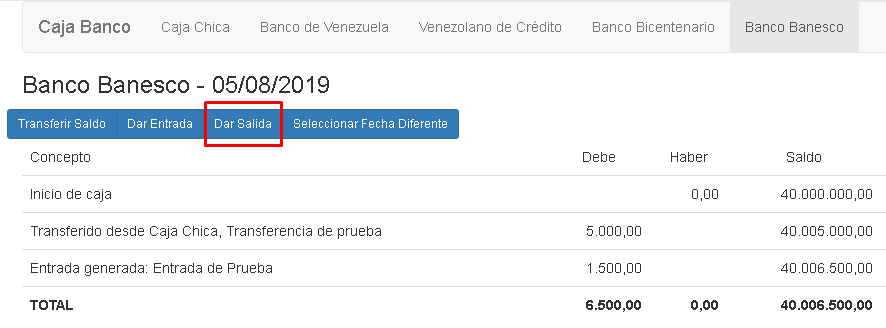 Caja Banco Caja Chica Banco de Venezuela Venezolano de Crédito Banco Bicentenario Banco Banesco
Banco Banesco - 05/08/2019
Transferir Saldo Dar Entrada Dar Salida Seleccionar Fecha Diferente
Concepto Debe Haber Saldo
Inicio de caja 0,00 40.000.000,00
Transferido desde Caja Chica, Transferencia de prueba 5.000,00 40.005.000,00
Entrada generada: Entrada de Prueba 1.500,00 40.006.500,00
TOTAL 6.500,00 0,00 40.006.500,00